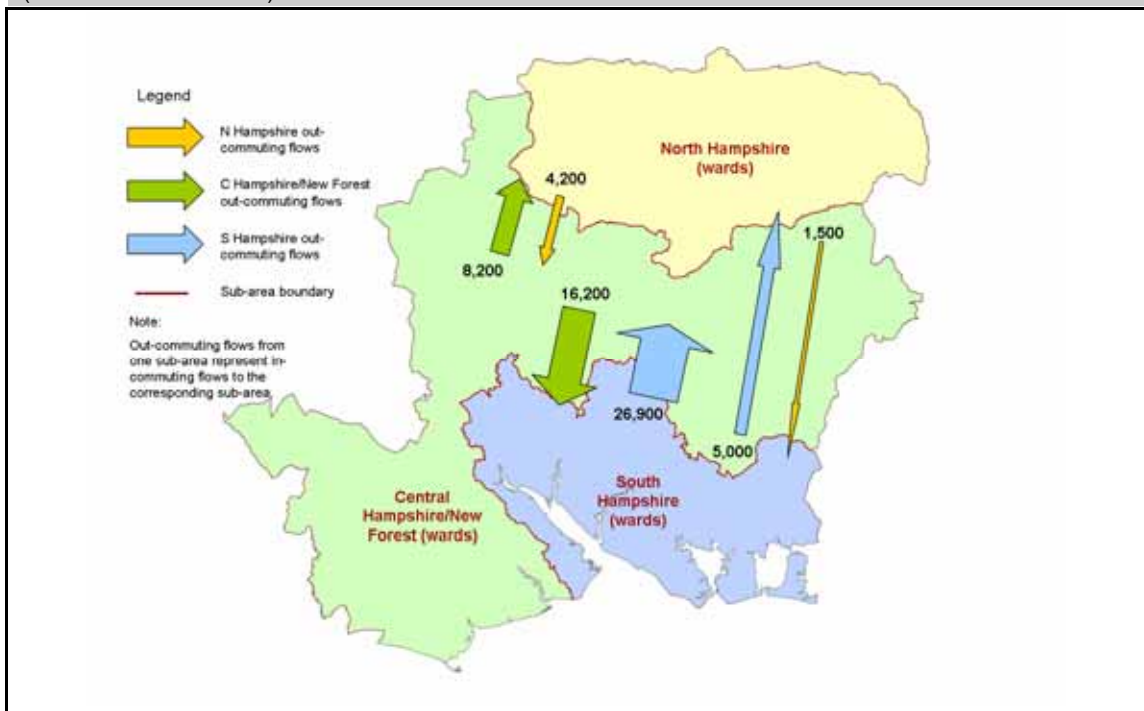 Legend
N Hampshire out-
commuting flows
C Hampshire/New Forest
out-commuting flows
S Hampshire out-
commuting flows
Sub-area boundary
Note:
Out-commuting flows from
one sub-area represent in-
commuting flows to the
corresponding sub-area.
North Hampshire
(wards)
4,200
8,200
1,500
16,200
26,900
5,000
South
Hampshire
(wards)
Central
Hampshire/New
Forest (wards)